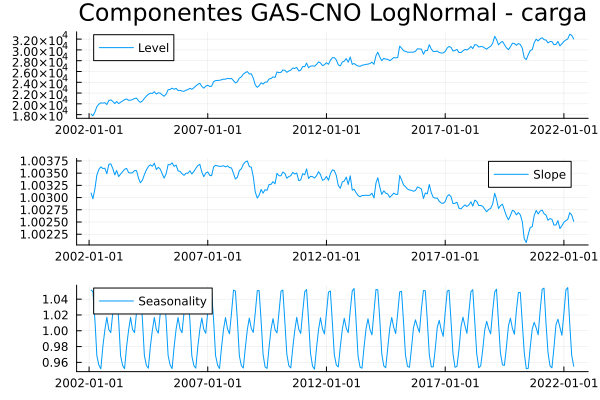 Componentes GAS-CNO LogNormal - carga
Level
3.20×10⁴
3.00×10⁴
2.80×10⁴
2.60×10⁴
2.40×10⁴
2.20×10⁴
2.00×10⁴
1.80×10⁴
2002-01-01 2007-01-01 2012-01-01 2017-01-01 2022-01-01
Slope
1.00375
1.00350
1.00325
1.00300
1.00275
1.00250
1.00225
2002-01-01 2007-01-01 2012-01-01 2017-01-01 2022-01-01
Seasonality
1.04
1.02
1.00
0.98
0.96
2002-01-01 2007-01-01 2012-01-01 2017-01-01 2022-01-01